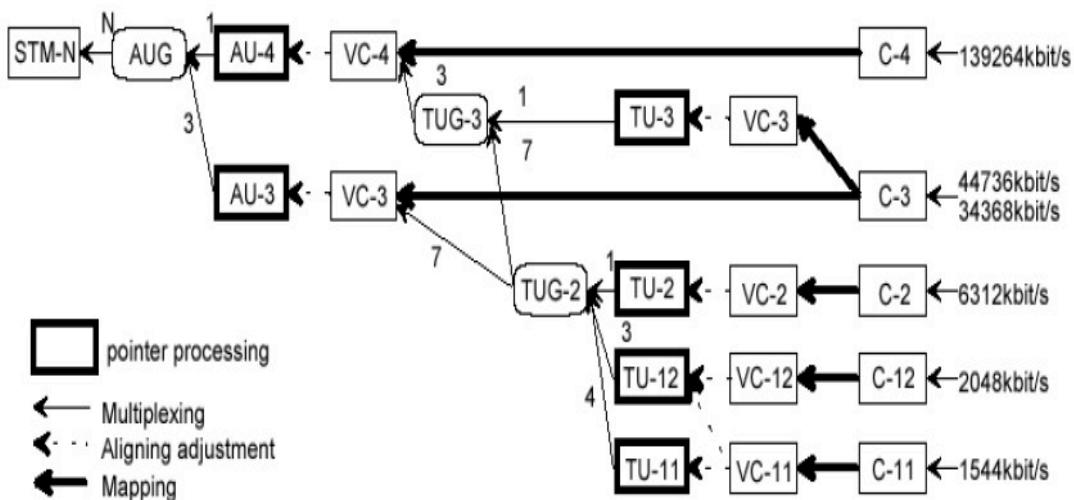 N
1
STM-N
AUG
AU-4
VC-4
C-4
139264kbit/s
3
TUG-3
1
TU-3
VC-3
7
3
AU-3
VC-3
C-3
44736kbit/s
34368kbit/s
7
TUG-2
1
TU-2
VC-2
C-2
6312kbit/s
3
pointer processing
TU-12
VC-12
C-12
2048kbit/s
4
Multiplexing
Aligning adjustment
TU-11
VC-11
C-11
1544kbit/s
Mapping